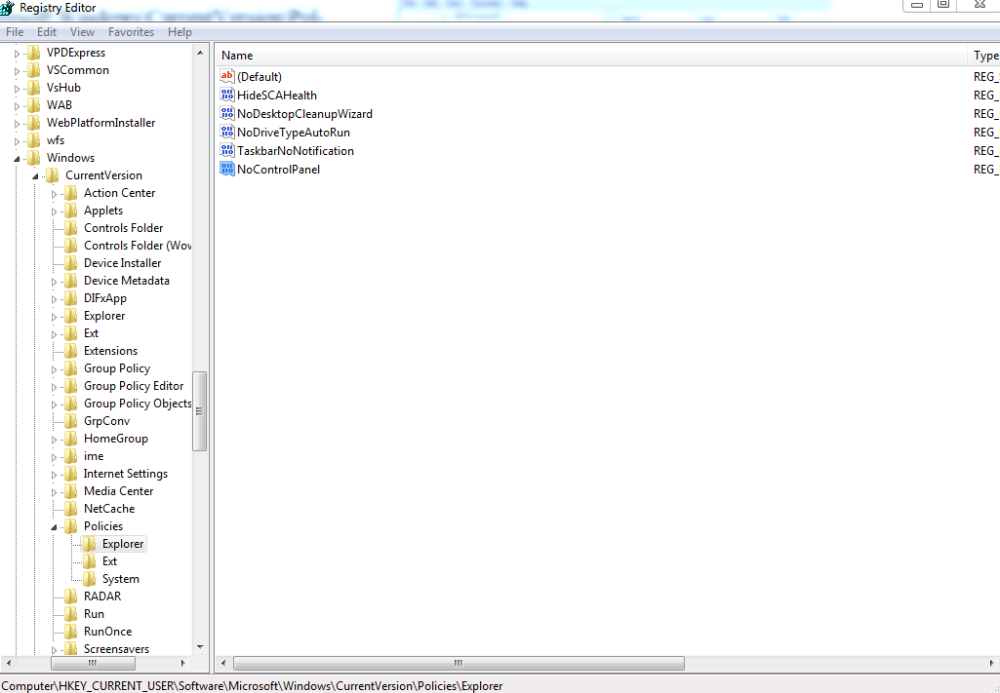 Registry Editor
File Edit View Favorites Help
VPDExpress
VSCommon
VsHub
WAB
WebPlatformInstaller
wfs
Windows
CurrentVersion
Action Center
Applets
Controls Folder
Controls Folder (Wow
Device Installer
Device Metadata
DIFxApp
Explorer
Ext
Extensions
Group Policy
Group Policy Editor
Group Policy Objects
GrpConv
HomeGroup
ime
Internet Settings
Media Center
NetCache
Policies
Explorer
Ext
System
RADAR
Run
RunOnce
Screensavers
Name Type
ab (Default) REG_
HideSCAHealth REG_
NoDesktopCleanupWizard REG_
NoDriveTypeAutoRun REG_
TaskbarNoNotification REG_
NoControlPanel REG_
Computer\HKEY_CURRENT_USER\Software\Microsoft\Windows\CurrentVersion\Policies\Explorer